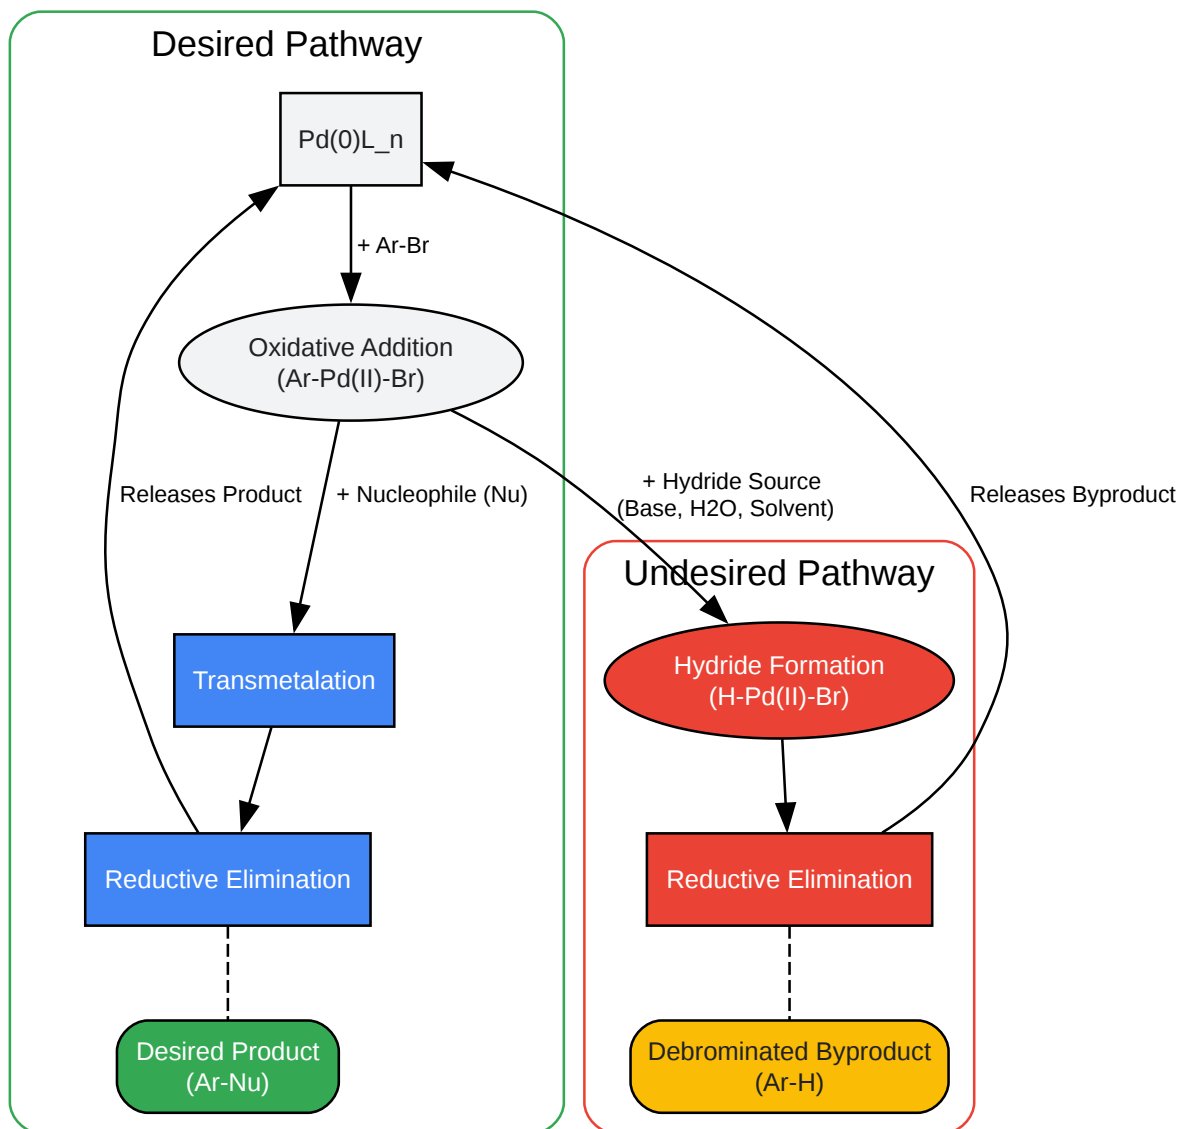 Desired Pathway
Pd(0)L_n
+ Ar-Br
Oxidative Addition
(Ar-Pd(II)-Br)
Releases Product
+ Nucleophile (Nu)
+ Hydride Source
(Base, H2O, Solvent)
Releases Byproduct
Undesired Pathway
Transmetalation
Hydride Formation
(H-Pd(II)-Br)
Reductive Elimination
Reductive Elimination
Desired Product
(Ar-Nu)
Debrominated Byproduct
(Ar-H)